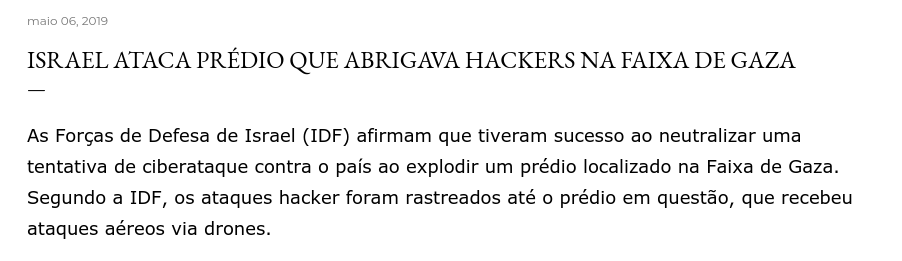 maio 06, 2019
ISRAEL ATACA PRÉDIO QUE ABRIGAVA HACKERS NA FAIXA DE GAZA
—
As Forças de Defesa de Israel (IDF) afirmam que tiveram sucesso ao neutralizar uma
tentativa de ciberataque contra o país ao explodir um prédio localizado na Faixa de Gaza.
Segundo a IDF, os ataques hacker foram rastreados até o prédio em questão, que recebeu
ataques aéreos via drones.